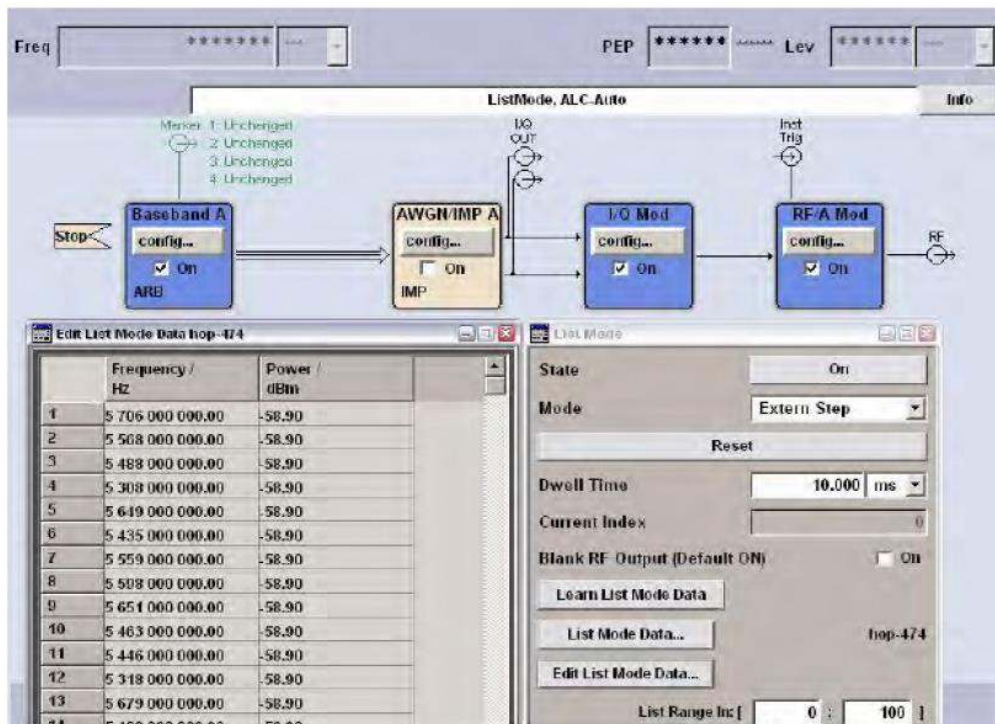 Freq ******* --- PEP ****** ------ Lev ****** ---
ListMode, ALC-Auto Info
Marker 1: Unchanged
2: Unchanged
3: Unchanged
4: Unchanged
I/Q
OUT
Inst
Trig
Stop
Baseband A
config...
On
ARB
AWGN/IMP A
config...
On
IMP
I/Q Mod
config...
On
RF/A Mod
config...
On
RF
Edit List Mode Data hop-474
Frequency / Power /
Hz dBm
1 5 706 000 000.00 -58.90
2 5 568 000 000.00 -58.90
3 5 488 000 000.00 -58.90
4 5 308 000 000.00 -58.90
5 5 649 000 000.00 -58.90
6 5 435 000 000.00 -58.90
7 5 559 000 000.00 -58.90
8 5 598 000 000.00 -58.90
9 5 651 000 000.00 -58.90
10 5 463 000 000.00 -58.90
11 5 446 000 000.00 -58.90
12 5 318 000 000.00 -58.90
13 5 679 000 000.00 -58.90
List Mode
State On
Mode Extern Step
Reset
Dwell Time 10.000 ms
Current Index 0
Blank RF Output (Default ON) On
Learn List Mode Data
List Mode Data... hop-474
Edit List Mode Data...
List Range In: [ 0 : 100 ]